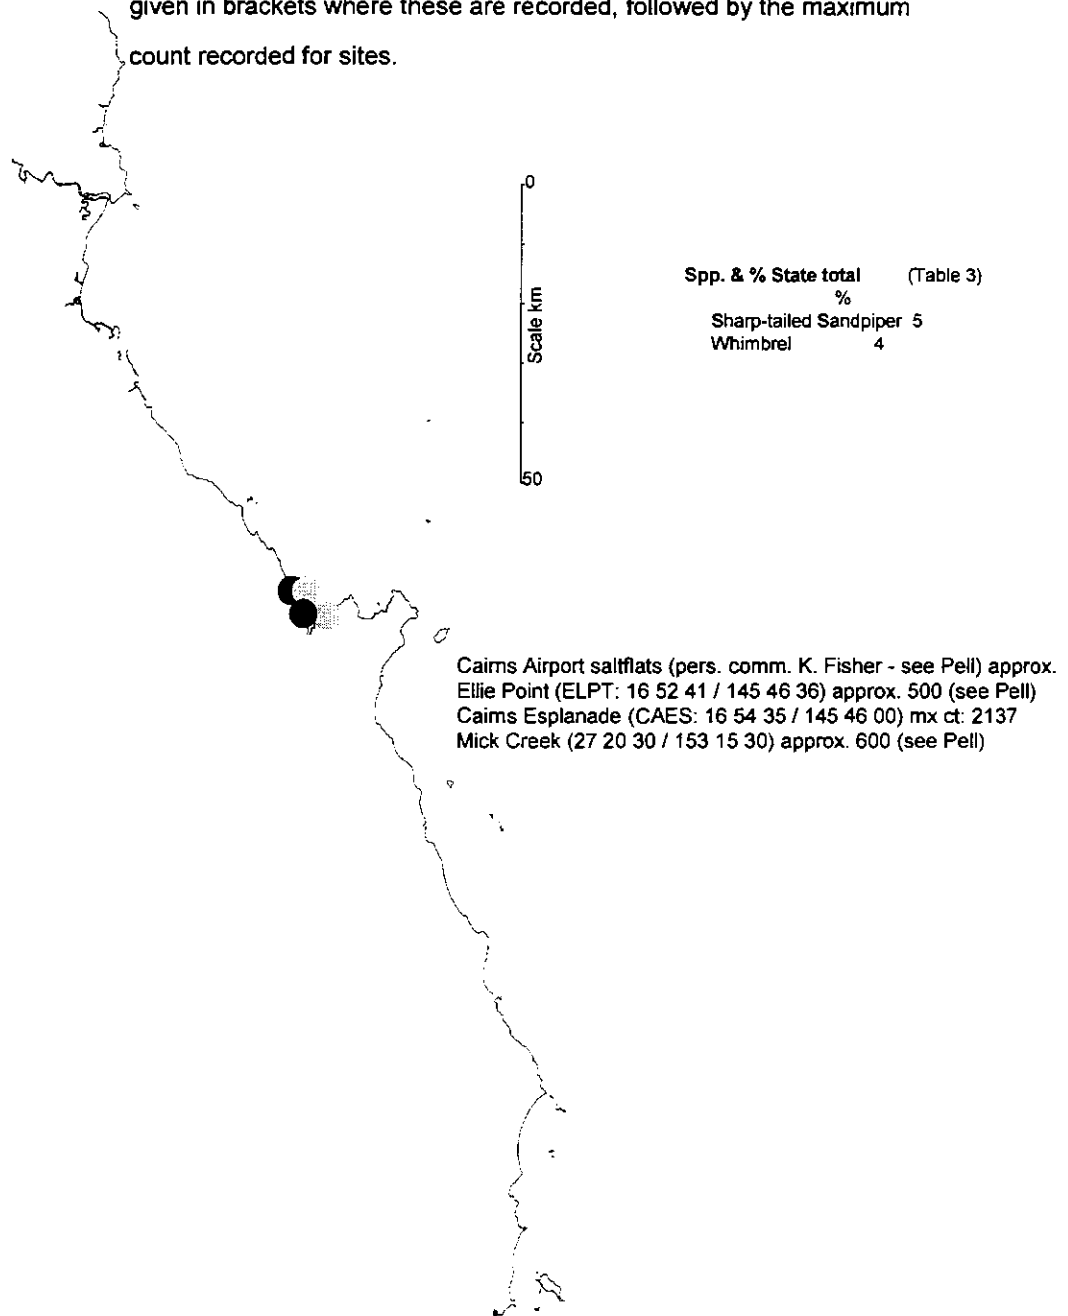 given in brackets where these are recorded, followed by the maximum
count recorded for sites.
0
Scale km
50
Spp. & % State total (Table 3)
%
Sharp-tailed Sandpiper 5
Whimbrel 4
Cairns Airport saltflats (pers. comm. K. Fisher - see Pell) approx.
Ellie Point (ELPT: 16 52 41 / 145 46 36) approx. 500 (see Pell)
Cairns Esplanade (CAES: 16 54 35 / 145 46 00) mx ct: 2137
Mick Creek (27 20 30 / 153 15 30) approx. 600 (see Pell)